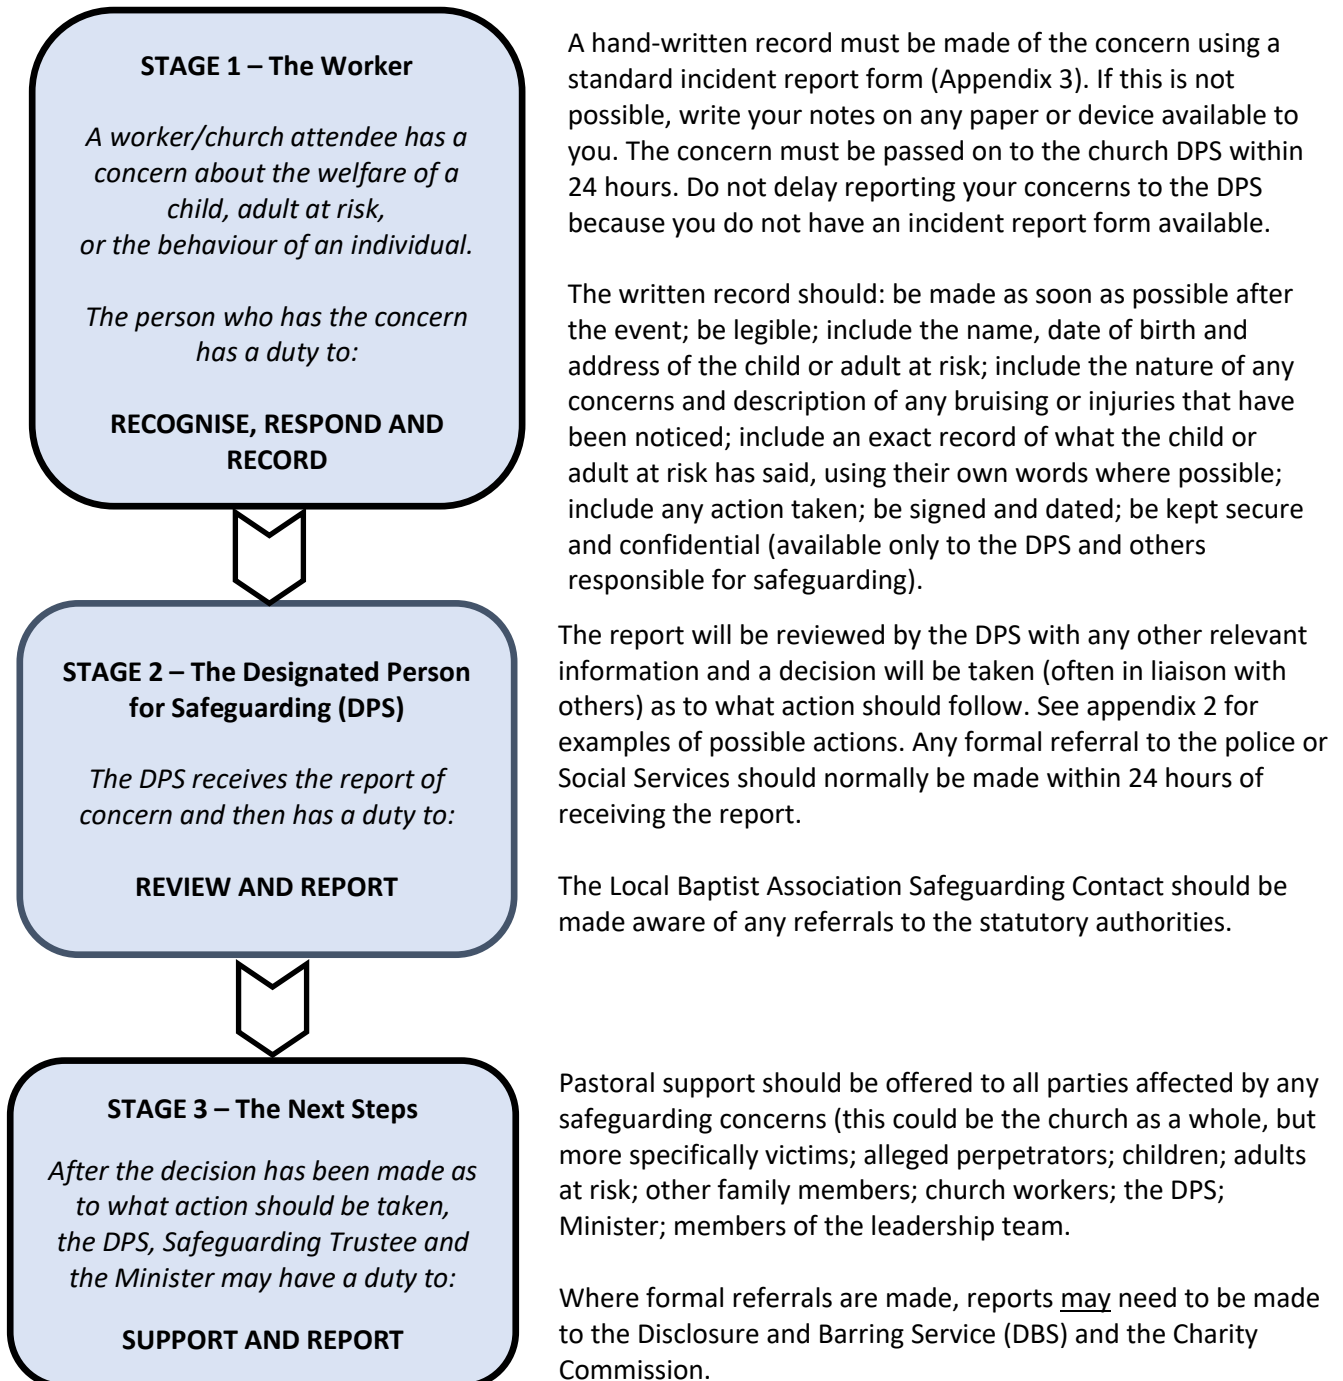 STAGE 1 – The Worker
A worker/church attendee has a
concern about the welfare of a
child, adult at risk,
or the behaviour of an individual.
The person who has the concern
has a duty to:
RECOGNISE, RESPOND AND
RECORD
A hand-written record must be made of the concern using a
standard incident report form (Appendix 3). If this is not
possible, write your notes on any paper or device available to
you. The concern must be passed on to the church DPS within
24 hours. Do not delay reporting your concerns to the DPS
because you do not have an incident report form available.
The written record should: be made as soon as possible after
the event; be legible; include the name, date of birth and
address of the child or adult at risk; include the nature of any
concerns and description of any bruising or injuries that have
been noticed; include an exact record of what the child or
adult at risk has said, using their own words where possible;
include any action taken; be signed and dated; be kept secure
and confidential (available only to the DPS and others
responsible for safeguarding).
STAGE 2 – The Designated Person
for Safeguarding (DPS)
The DPS receives the report of
concern and then has a duty to:
REVIEW AND REPORT
The report will be reviewed by the DPS with any other relevant
information and a decision will be taken (often in liaison with
others) as to what action should follow. See appendix 2 for
examples of possible actions. Any formal referral to the police or
Social Services should normally be made within 24 hours of
receiving the report.
The Local Baptist Association Safeguarding Contact should be
made aware of any referrals to the statutory authorities.
STAGE 3 – The Next Steps
After the decision has been made as
to what action should be taken,
the DPS, Safeguarding Trustee and
the Minister may have a duty to:
SUPPORT AND REPORT
Pastoral support should be offered to all parties affected by any
safeguarding concerns (this could be the church as a whole, but
more specifically victims; alleged perpetrators; children; adults
at risk; other family members; church workers; the DPS;
Minister; members of the leadership team.
Where formal referrals are made, reports may need to be made
to the Disclosure and Barring Service (DBS) and the Charity
Commission.